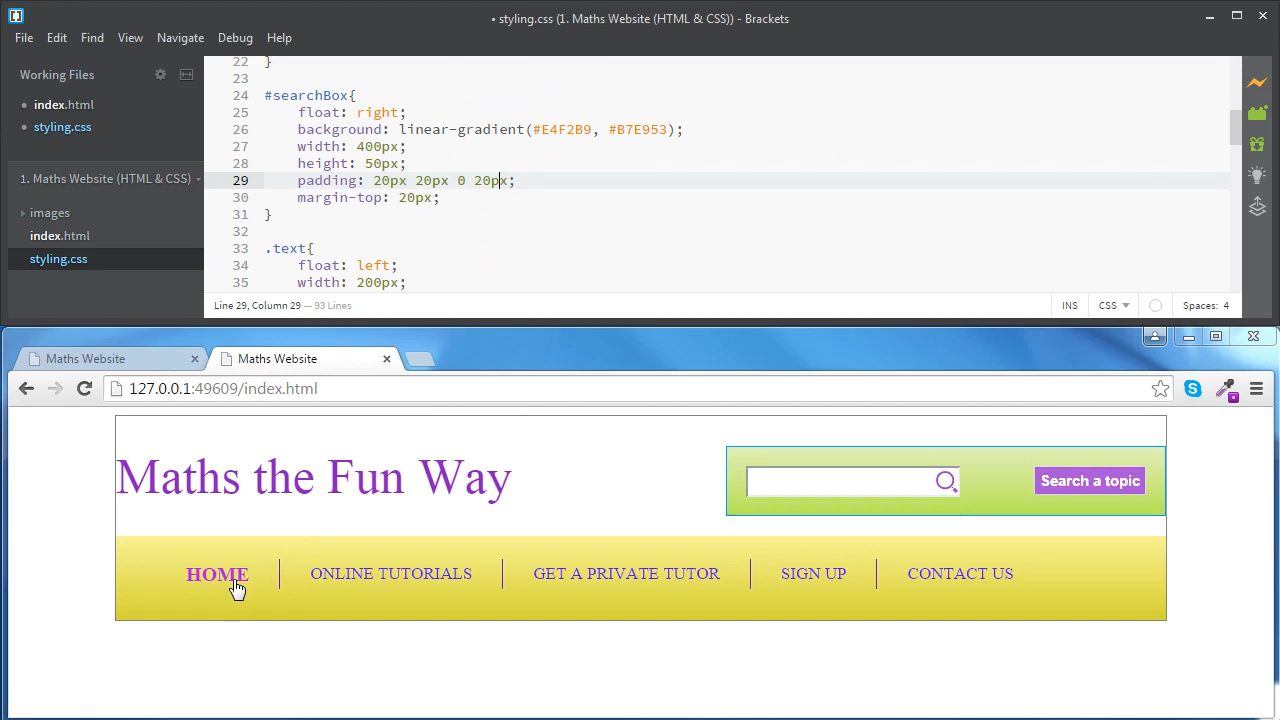 • styling.css (1. Maths Website (HTML & CSS)) - Brackets
File Edit Find View Navigate Debug Help
Working Files
index.html
styling.css
1. Maths Website (HTML & CSS)
images
index.html
styling.css
22 }
23
24 #searchBox{
25 float: right;
26 background: linear-gradient(#E4F2B9, #B7E953);
27 width: 400px;
28 height: 50px;
29 padding: 20px 20px 0 20px;
30 margin-top: 20px;
31 }
32
33 .text{
34 float: left;
35 width: 200px;
Line 29, Column 29 — 93 Lines
INS CSS Spaces: 4
Maths Website Maths Website
127.0.0.1:49609/index.html
Maths the Fun Way
Search a topic
HOME ONLINE TUTORIALS GET A PRIVATE TUTOR SIGN UP CONTACT US